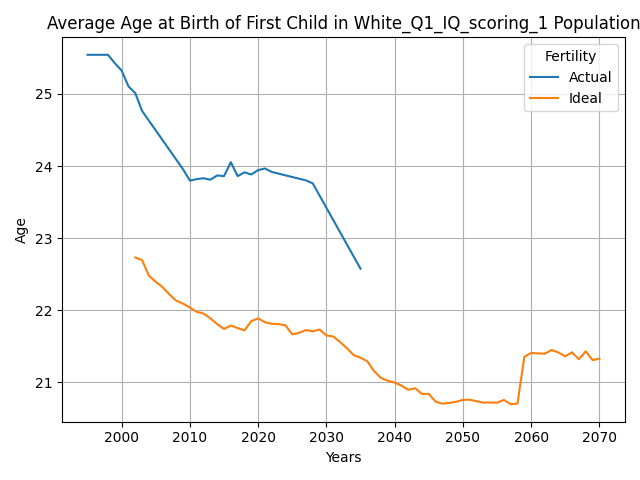 Average Age at Birth of First Child in White_Q1_IQ_scoring_1 Population
Fertility
Actual
Ideal
Age
25
24
23
22
21
2000 2010 2020 2030 2040 2050 2060 2070
Years